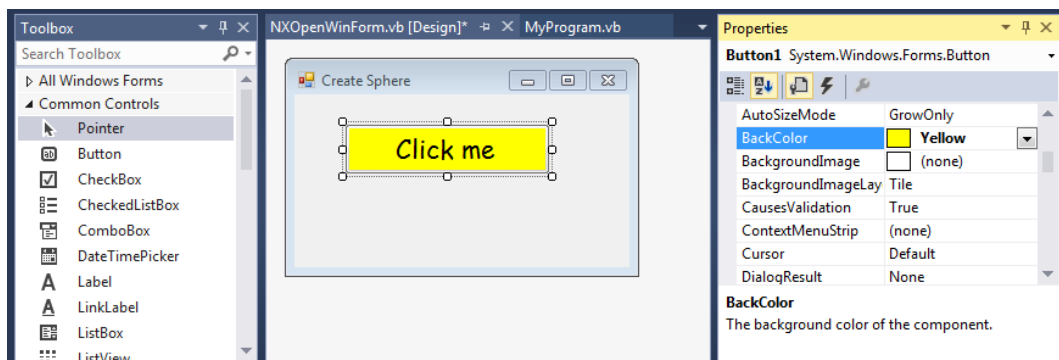 Toolbox
Search Toolbox
All Windows Forms
Common Controls
Pointer
Button
CheckBox
CheckedListBox
ComboBox
DateTimePicker
Label
LinkLabel
ListBox
ListView
NXOpenWinForm.vb [Design]* MyProgram.vb
Create Sphere
Click me
Properties
Button1 System.Windows.Forms.Button
AutoSizeMode GrowOnly
BackColor Yellow
BackgroundImage (none)
BackgroundImageLay Tile
CausesValidation True
ContextMenuStrip (none)
Cursor Default
DialogResult None
BackColor
The background color of the component.